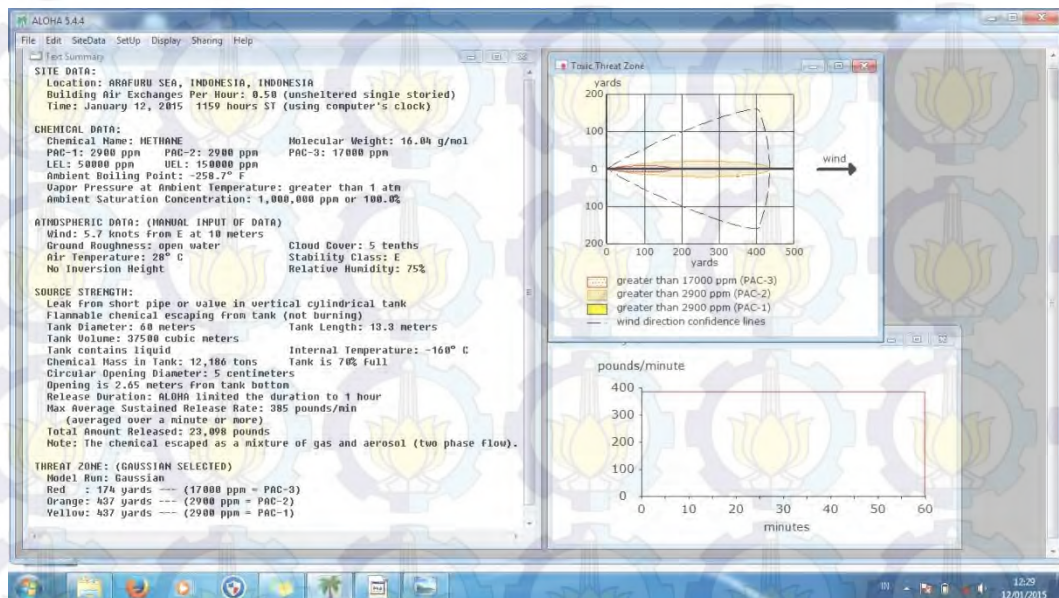 ALOHA 5.4.4
File Edit SiteData SetUp Display Sharing Help
Text Summary
SITE DATA:
Location: ARAFURU SEA, INDONESIA, INDONESIA
Building Air Exchanges Per Hour: 0.50 (unsheltered single storied)
Time: January 12, 2015 1159 hours ST (using computer's clock)
CHEMICAL DATA:
Chemical Name: METHANE Molecular Weight: 16.04 g/mol
PAC-1: 2900 ppm PAC-2: 2900 ppm PAC-3: 17000 ppm
LEL: 50000 ppm UEL: 150000 ppm
Ambient Boiling Point: -258.7° F
Vapor Pressure at Ambient Temperature: greater than 1 atm
Ambient Saturation Concentration: 1,000,000 ppm or 100.0%
ATMOSPHERIC DATA: (MANUAL INPUT OF DATA)
Wind: 5.7 knots from E at 10 meters
Ground Roughness: open water Cloud Cover: 5 tenths
Air Temperature: 28° C Stability Class: E
No Inversion Height Relative Humidity: 75%
SOURCE STRENGTH:
Leak from short pipe or valve in vertical cylindrical tank
Flammable chemical escaping from tank (not burning)
Tank Diameter: 60 meters Tank Length: 13.3 meters
Tank Volume: 37500 cubic meters
Tank contains liquid Internal Temperature: -160° C
Chemical Mass in Tank: 12,186 tons Tank is 70% full
Circular Opening Diameter: 5 centimeters
Opening is 2.65 meters from tank bottom
Release Duration: ALOHA limited the duration to 1 hour
Max Average Sustained Release Rate: 385 pounds/min
(averaged over a minute or more)
Total Amount Released: 23,098 pounds
Note: The chemical escaped as a mixture of gas and aerosol (two phase flow).
THREAT ZONE: (GAUSSIAN SELECTED)
Model Run: Gaussian
Red : 174 yards --- (17000 ppm = PAC-3)
Orange: 437 yards --- (2900 ppm = PAC-2)
Yellow: 437 yards --- (2900 ppm = PAC-1)
Toxic Threat Zone
yards
200
100
0
100
200
0 100 200 300 400 500
yards
wind
greater than 17000 ppm (PAC-3)
greater than 2900 ppm (PAC-2)
greater than 2900 ppm (PAC-1)
wind direction confidence lines
pounds/minute
400
300
200
100
0
0 10 20 30 40 50 60
minutes
IN
12:29
12/01/2015